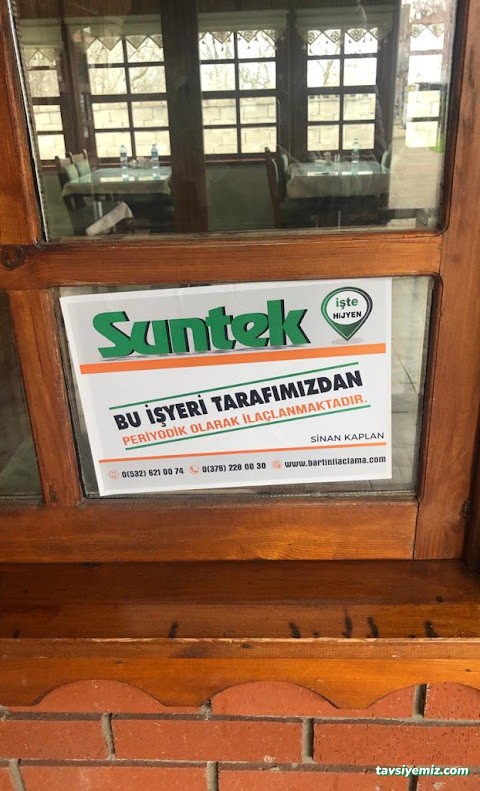 Suntek
işte
HİJYEN
BU İŞYERİ TARAFIMIZDAN
PERİYODİK OLARAK İLAÇLANMAKTADIR.
SİNAN KAPLAN
0(532) 621 00 74 0(378) 228 00 30 www.bartinilaclama.com
tavsiyemiz.com